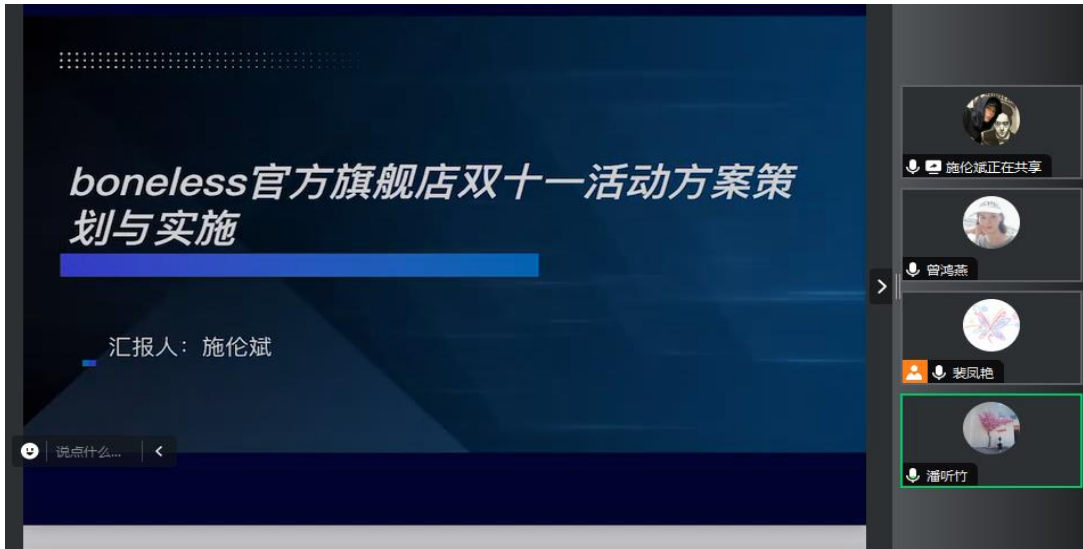 boneless官方旗舰店双十一活动方案策
划与实施
汇报人：施伦斌
说点什么...
施伦斌正在共享
曾鸿燕
裴凤艳
潘听竹